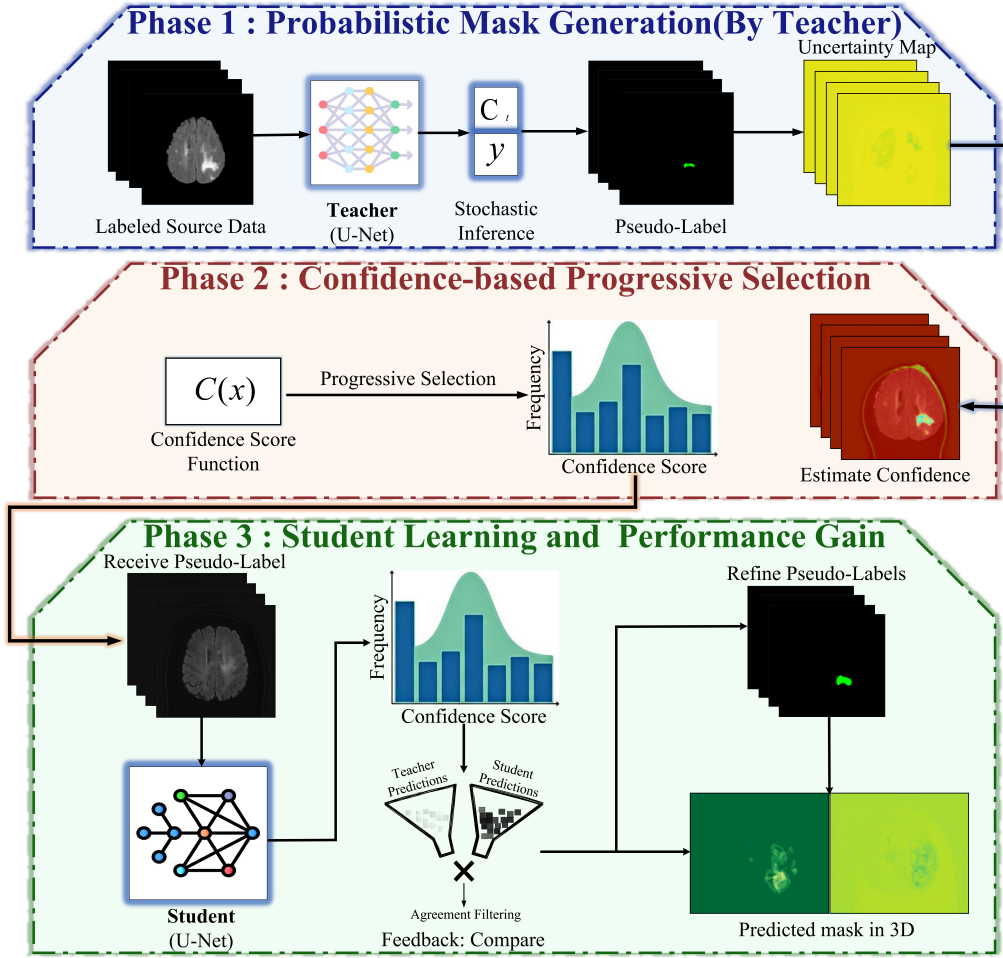 Phase 1 : Probabilistic Mask Generation(By Teacher)
Uncertainty Map
C t
y
Labeled Source Data
Teacher
(U-Net)
Stochastic
Inference
Pseudo-Label
Phase 2 : Confidence-based Progressive Selection
C(x)
Progressive Selection
Frequency
Confidence Score
Confidence Score
Function
Estimate Confidence
Phase 3 : Student Learning and Performance Gain
Receive Pseudo-Label
Refine Pseudo-Labels
Frequency
Confidence Score
Teacher
Predictions
Student
Predictions
Agreement Filtering
Feedback: Compare
Student
(U-Net)
Predicted mask in 3D